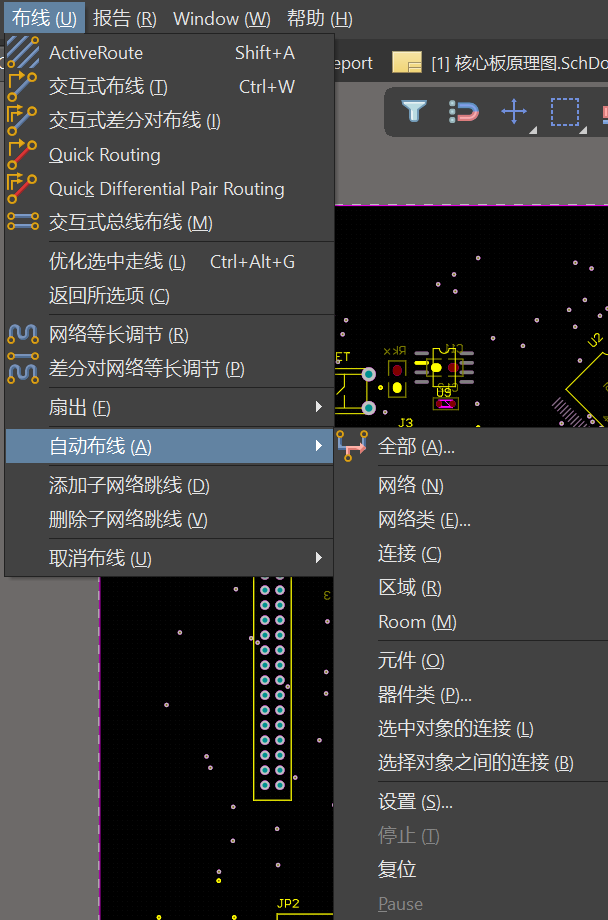 布线 (U) 报告 (R) Window (W) 帮助 (H)
ActiveRoute Shift+A
eport [1] 核心板原理图.SchDo
交互式布线 (T) Ctrl+W
交互式差分对布线 (I)
Quick Routing
Quick Differential Pair Routing
交互式总线布线 (M)
优化选中走线 (L) Ctrl+Alt+G
返回所选项 (C)
网络等长调节 (R)
差分对网络等长调节 (P)
扇出 (F)
自动布线 (A)
添加子网络跳线 (D)
删除子网络跳线 (V)
取消布线 (U)
U2
ET
U9
J3
全部 (A)...
网络 (N)
网络类 (E)...
连接 (C)
区域 (R)
Room (M)
元件 (O)
器件类 (P)...
选中对象的连接 (L)
选择对象之间的连接 (B)
设置 (S)...
停止 (T)
复位
Pause
JP2